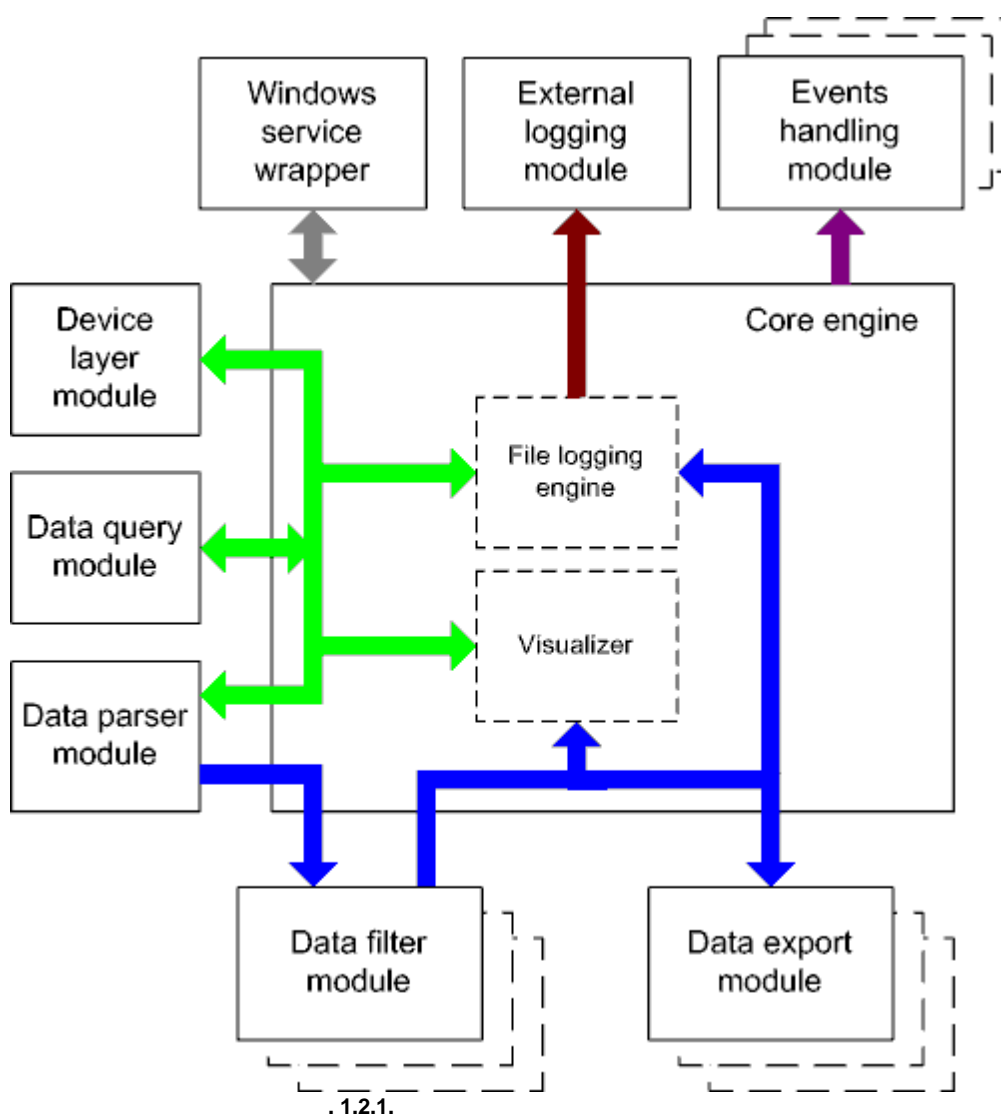 Windows
service
wrapper
External
logging
module
Events
handling
module
Device
layer
module
Core engine
File logging
engine
Data query
module
Visualizer
Data parser
module
Data filter
module
Data export
module
. 1.2.1.